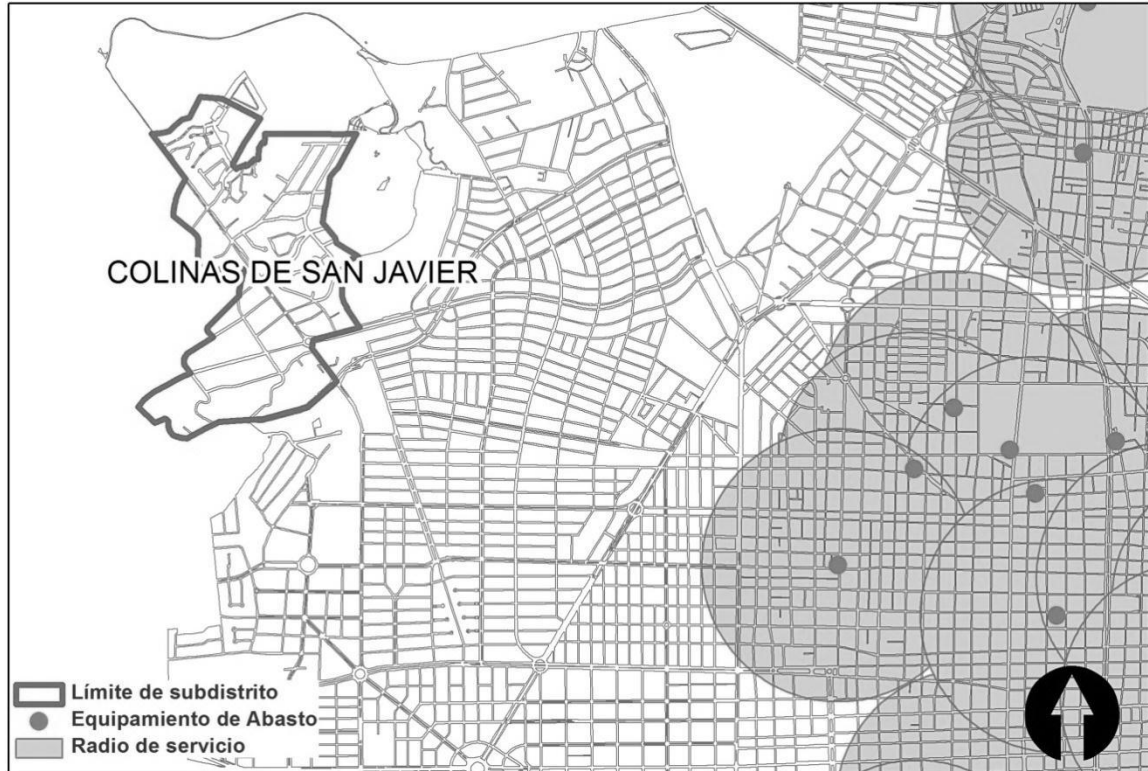 COLINAS DE SAN JAVIER
Límite de subdistrito
Equipamiento de Abasto
Radio de servicio